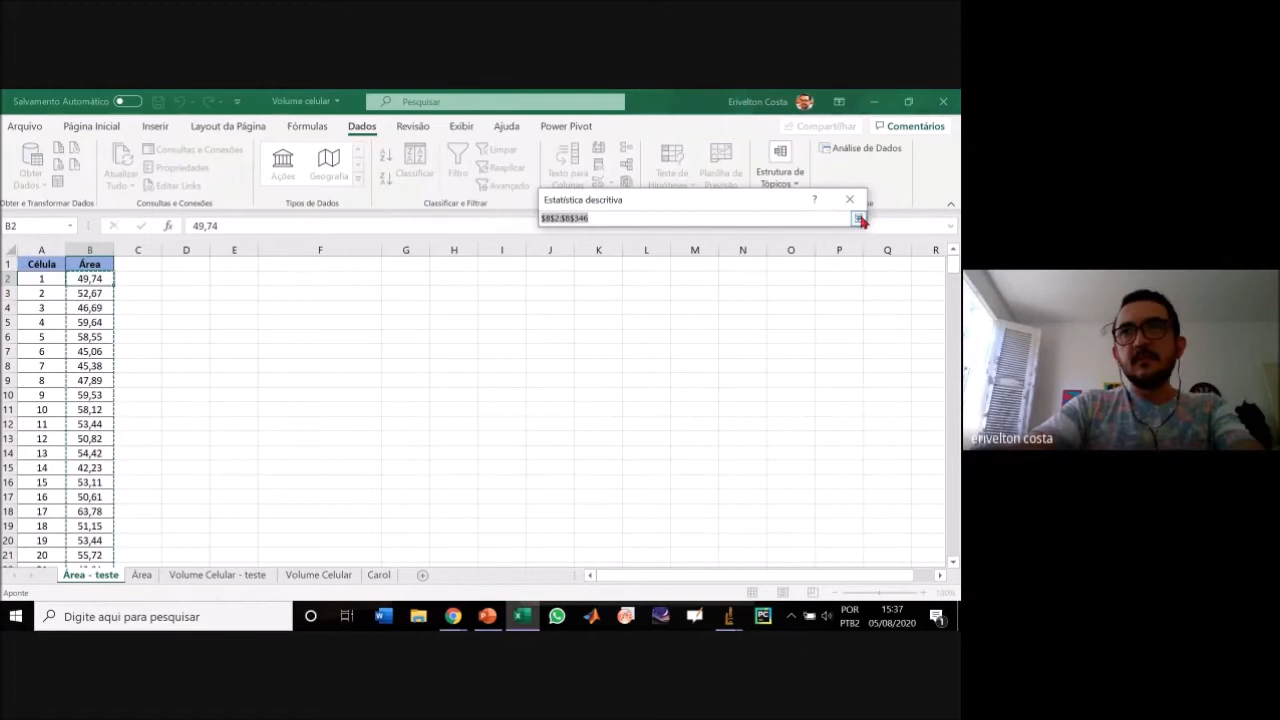 Salvamento Automático
Volume celular
Pesquisar
Erivelton Costa
Arquivo Página Inicial Inserir Layout da Página Fórmulas Dados Revisão Exibir Ajuda Power Pivot
Compartilhar Comentários
Obter Dados
Atualizar Tudo
Consultas e Conexões
Propriedades
Editar Links
Ações Geografia
Classificar
Filtro
Limpar
Reaplicar
Avançado
Texto para Colunas
Teste de Hipóteses
Planilha de Previsão
Estrutura de Tópicos
Análise de Dados
Obter e Transformar Dados Consultas e Conexões Tipos de Dados Classificar e Filtrar
Estatística descritiva ?
$B$2:$B$346
B2 fx 49,74
A B C D E F G H I J K L M N O P Q R
1 Célula Área
2 1 49,74
3 2 52,67
4 3 46,69
5 4 59,64
6 5 58,55
7 6 45,06
8 7 45,38
9 8 47,89
10 9 59,53
11 10 58,12
12 11 53,44
13 12 50,82
14 13 54,42
15 14 42,23
16 15 53,11
17 16 50,61
18 17 63,78
19 18 51,15
20 19 53,44
21 20 55,72
Área - teste Área Volume Celular - teste Volume Celular Carol
Aponte
100%
Digite aqui para pesquisar
POR
PTB2
15:37
05/08/2020
erivelton costa